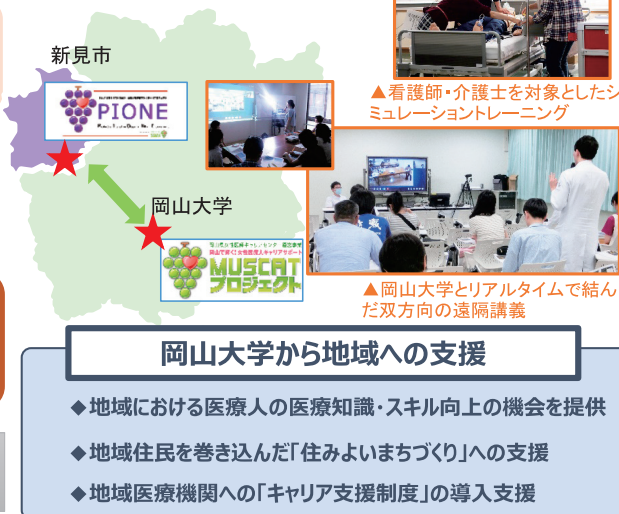 新見市
PIONE
▲看護師・介護士を対象としたシ
ミュレーショントレーニング
岡山大学
MUSCAT
プロジェクト
▲岡山大学とリアルタイムで結ん
だ双方向の遠隔講義
岡山大学から地域への支援
◆地域における医療人の医療知識・スキル向上の機会を提供
◆地域住民を巻き込んだ「住みよいまちづくり」への支援
◆地域医療機関への「キャリア支援制度」の導入支援